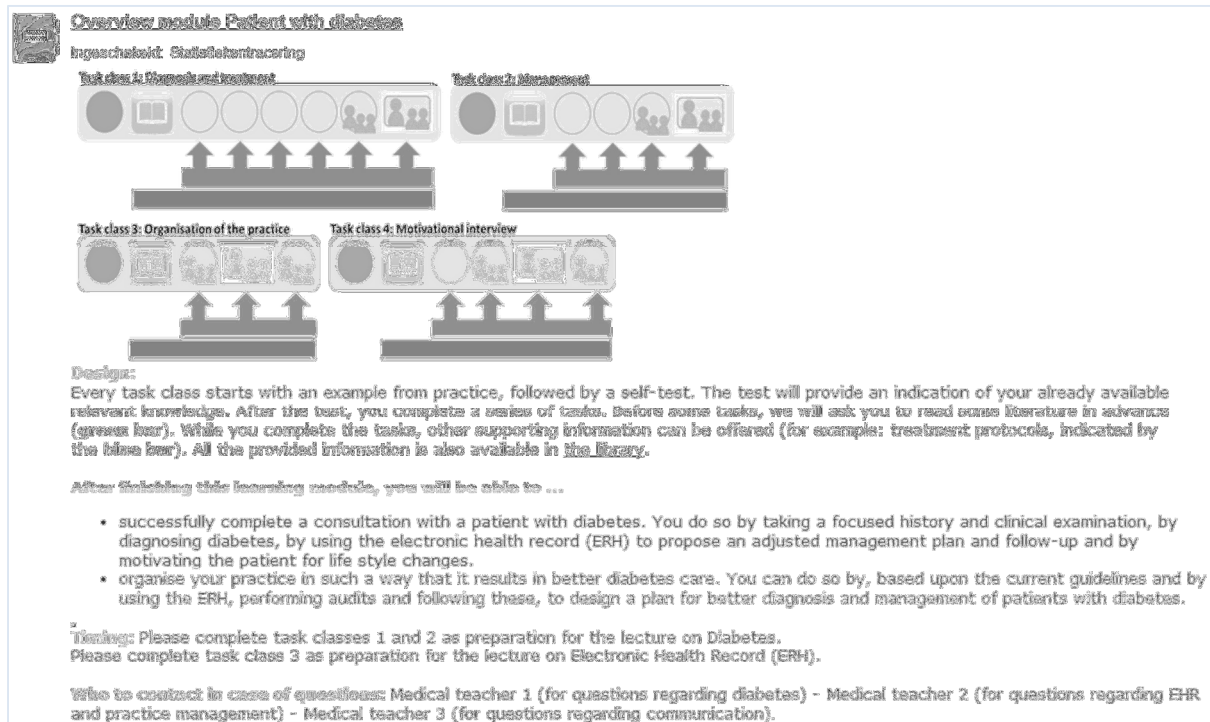 Overview module Patient with diabetes
Ingeschakeld: Statistiekentracering
Task class 1: Diagnosis and treatment Task class 2: Management
Task class 3: Organisation of the practice Task class 4: Motivational interview
Design:
Every task class starts with an example from practice, followed by a self-test. The test will provide an indication of your already available
relevant knowledge. After the test, you complete a series of tasks. Before some tasks, we will ask you to read some literature in advance
(green bar). While you complete the tasks, other supporting information can be offered (for example: treatment protocols, indicated by
the blue bar). All the provided information is also available in the library.
After finishing this learning module, you will be able to ...
• successfully complete a consultation with a patient with diabetes. You do so by taking a focused history and clinical examination, by
diagnosing diabetes, by using the electronic health record (ERH) to propose an adjusted management plan and follow-up and by
motivating the patient for life style changes.
• organise your practice in such a way that it results in better diabetes care. You can do so by, based upon the current guidelines and by
using the ERH, performing audits and following these, to design a plan for better diagnosis and management of patients with diabetes.
Timing: Please complete task classes 1 and 2 as preparation for the lecture on Diabetes.
Please complete task class 3 as preparation for the lecture on Electronic Health Record (ERH).
Who to contact in case of questions: Medical teacher 1 (for questions regarding diabetes) - Medical teacher 2 (for questions regarding EHR
and practice management) - Medical teacher 3 (for questions regarding communication).